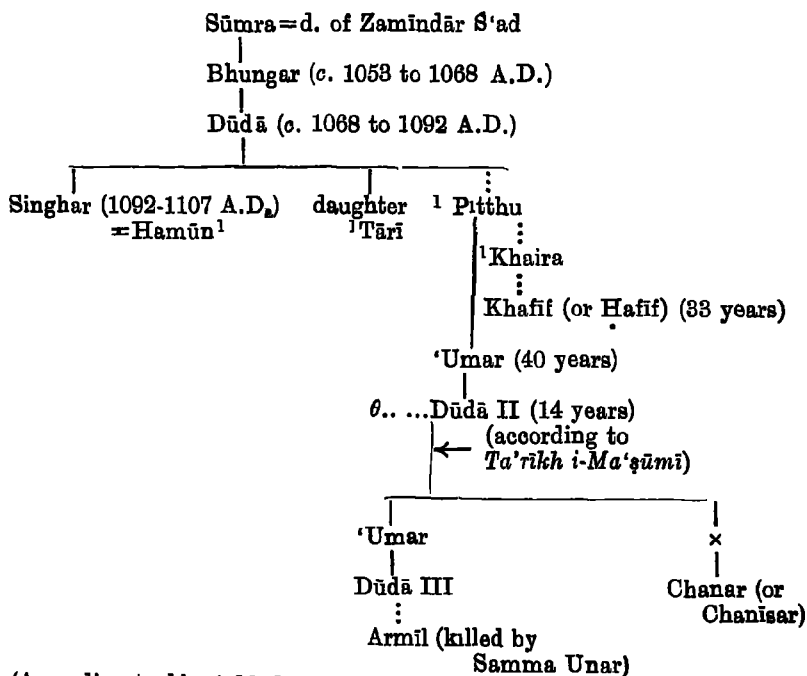 Sūmra=d. of Zamīndār S‘ad
Bhungar (c. 1053 to 1068 A.D.)
Dūdā (c. 1068 to 1092 A.D.)
Singhar (1092-1107 A.D.) daughter ¹ Pitthu
=Hamūn¹ ¹Tārī
¹Khaira
Khafīf (or Ḥafīf) (33 years)
‘Umar (40 years)
θ.. ...Dūdā II (14 years)
(according to
Ta’rīkh i-Ma‘ṣūmī)
‘Umar ×
Dūdā III Chanar (or
Chanīsar)
Armīl (killed by
Samma Unar)